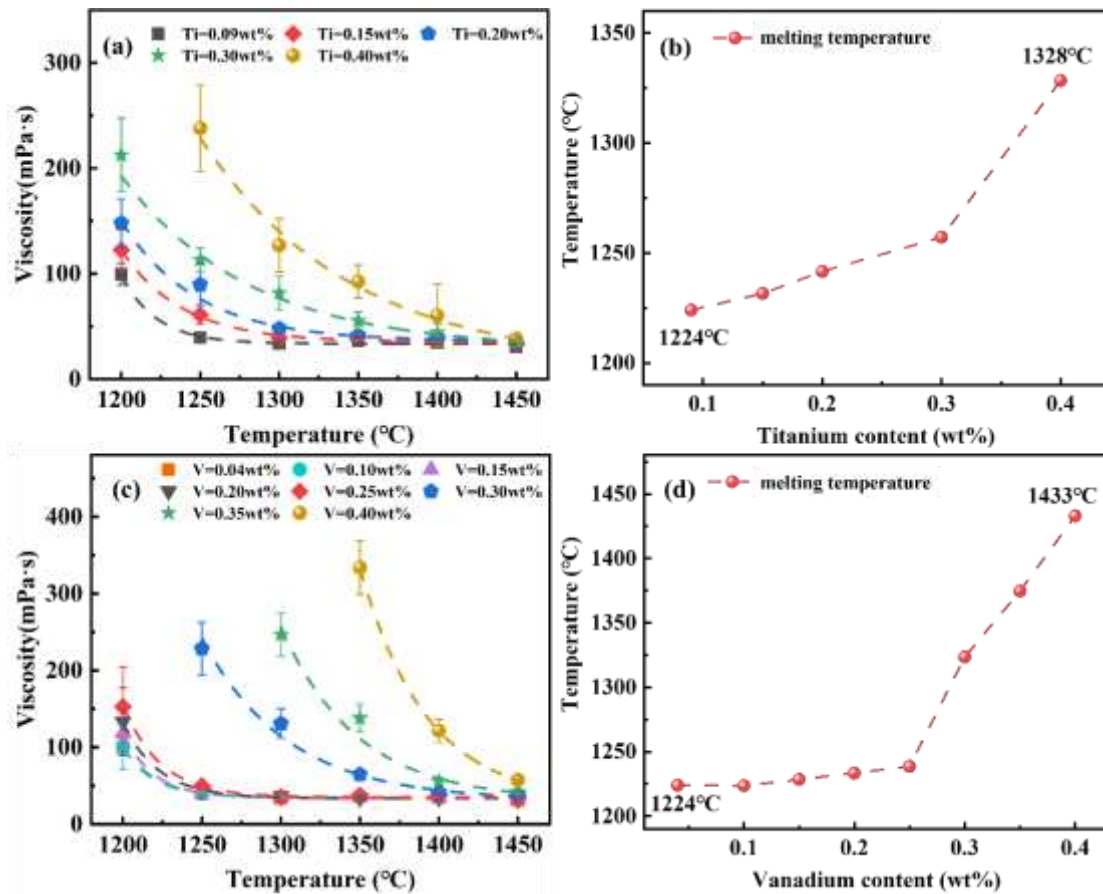 (a)
Ti=0.09wt% Ti=0.15wt% Ti=0.20wt%
Ti=0.30wt% Ti=0.40wt%
300
200
100
0
Viscosity(mPa·s)
1200 1250 1300 1350 1400 1450
Temperature (℃)
(b)
melting temperature
1350
1300
1250
1200
Temperature (℃)
1328℃
1224℃
0.1 0.2 0.3 0.4
Titanium content (wt%)
(c)
V=0.04wt% V=0.10wt% V=0.15wt%
V=0.20wt% V=0.25wt% V=0.30wt%
V=0.35wt% V=0.40wt%
400
300
200
100
0
Viscosity(mPa·s)
1200 1250 1300 1350 1400 1450
Temperature (℃)
(d)
melting temperature
1450
1400
1350
1300
1250
1200
Temperature (℃)
1433℃
1224℃
0.1 0.2 0.3 0.4
Vanadium content (wt%)